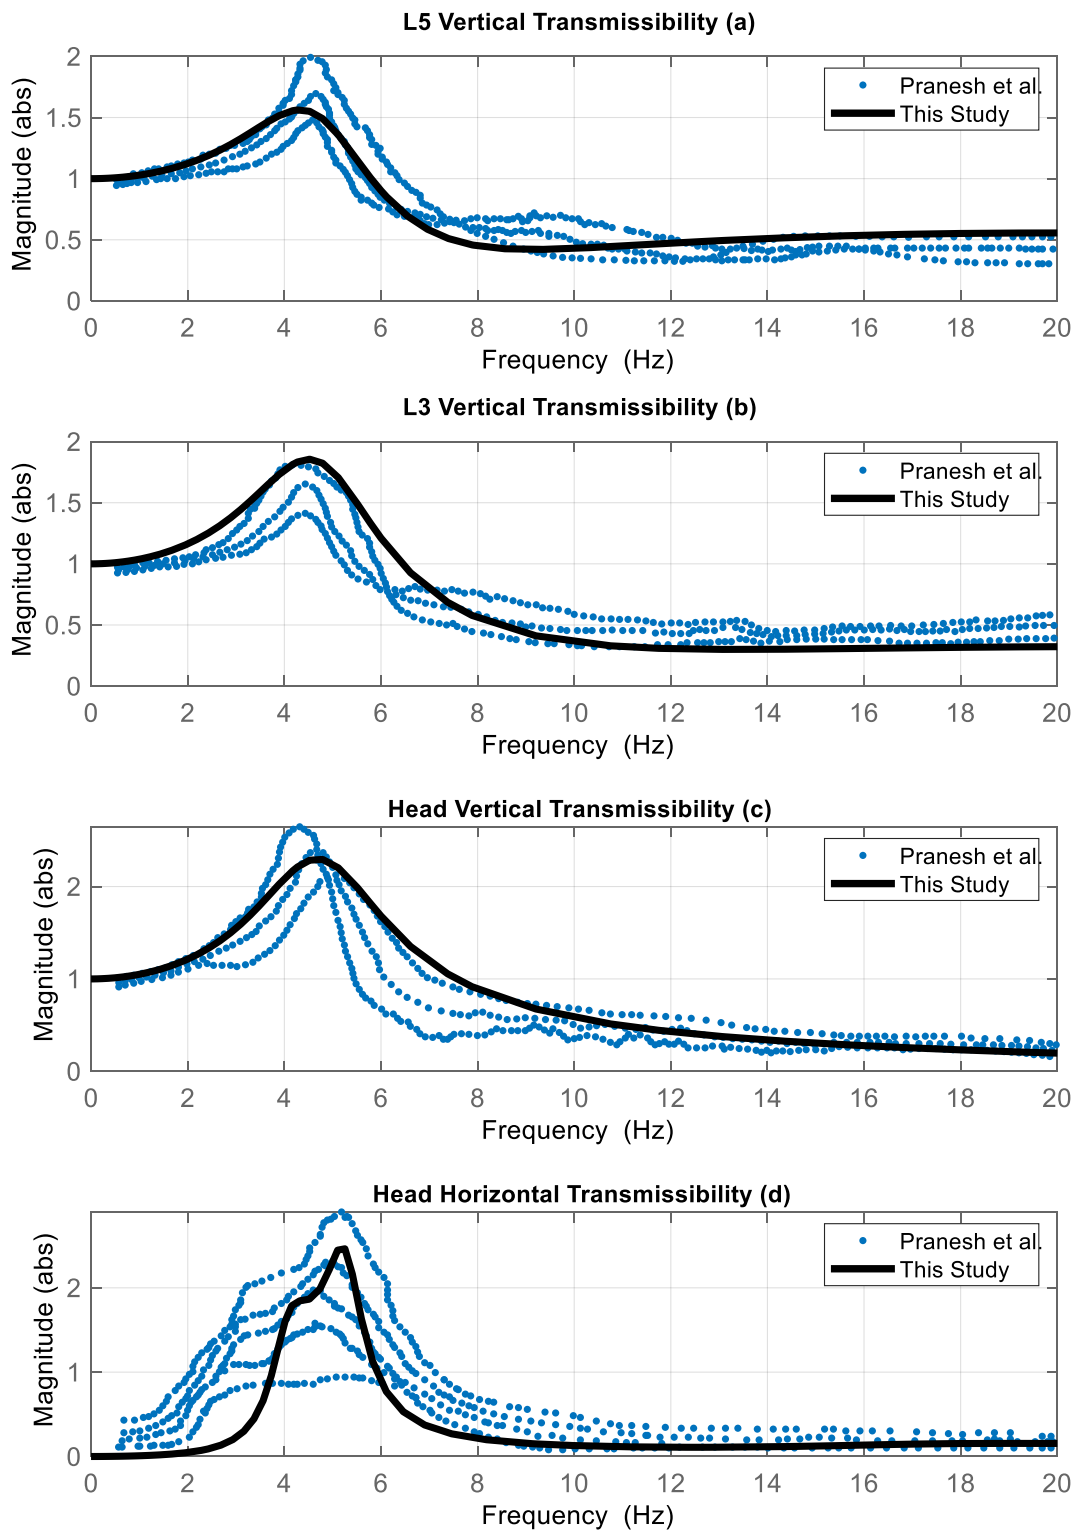 L5 Vertical Transmissibility (a)
2
1.5
1
0.5
0
Magnitude (abs)
Pranesh et al.
This Study
0 2 4 6 8 10 12 14 16 18 20
Frequency (Hz)
L3 Vertical Transmissibility (b)
2
1.5
1
0.5
0
Magnitude (abs)
Pranesh et al.
This Study
0 2 4 6 8 10 12 14 16 18 20
Frequency (Hz)
Head Vertical Transmissibility (c)
2
1
0
Magnitude (abs)
Pranesh et al.
This Study
0 2 4 6 8 10 12 14 16 18 20
Frequency (Hz)
Head Horizontal Transmissibility (d)
2
1
0
Magnitude (abs)
Pranesh et al.
This Study
0 2 4 6 8 10 12 14 16 18 20
Frequency (Hz)